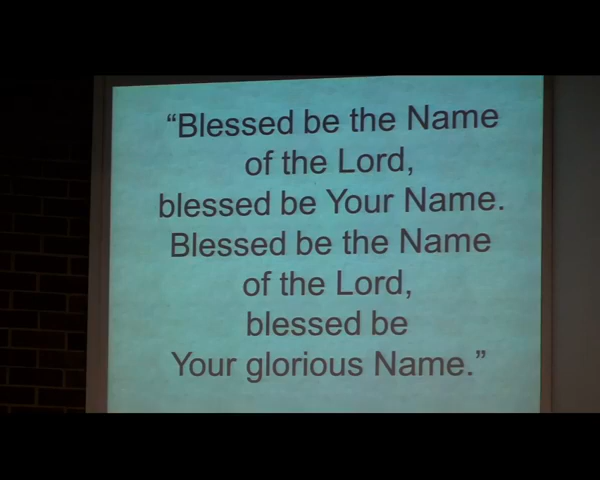 “Blessed be the Name
of the Lord,
blessed be Your Name.
Blessed be the Name
of the Lord,
blessed be
Your glorious Name.”